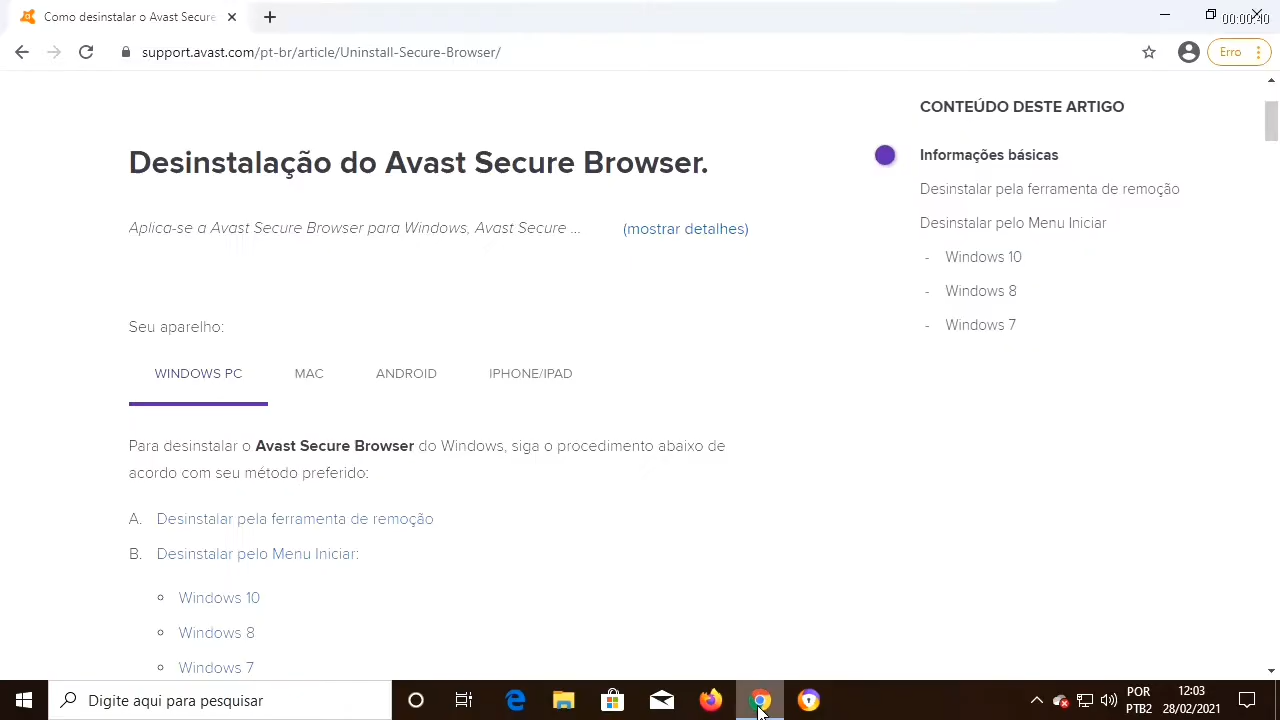 Como desinstalar o Avast Secure
00:00:40
support.avast.com/pt-br/article/Uninstall-Secure-Browser/
Erro
Desinstalação do Avast Secure Browser.
Aplica-se a Avast Secure Browser para Windows, Avast Secure ...
(mostrar detalhes)
Seu aparelho:
WINDOWS PC
MAC
ANDROID
IPHONE/IPAD
Para desinstalar o Avast Secure Browser do Windows, siga o procedimento abaixo de
acordo com seu método preferido:
A. Desinstalar pela ferramenta de remoção
B. Desinstalar pelo Menu Iniciar:
Windows 10
Windows 8
Windows 7
CONTEÚDO DESTE ARTIGO
Informações básicas
Desinstalar pela ferramenta de remoção
Desinstalar pelo Menu Iniciar
- Windows 10
- Windows 8
- Windows 7
Digite aqui para pesquisar
POR
PTB2
12:03
28/02/2021